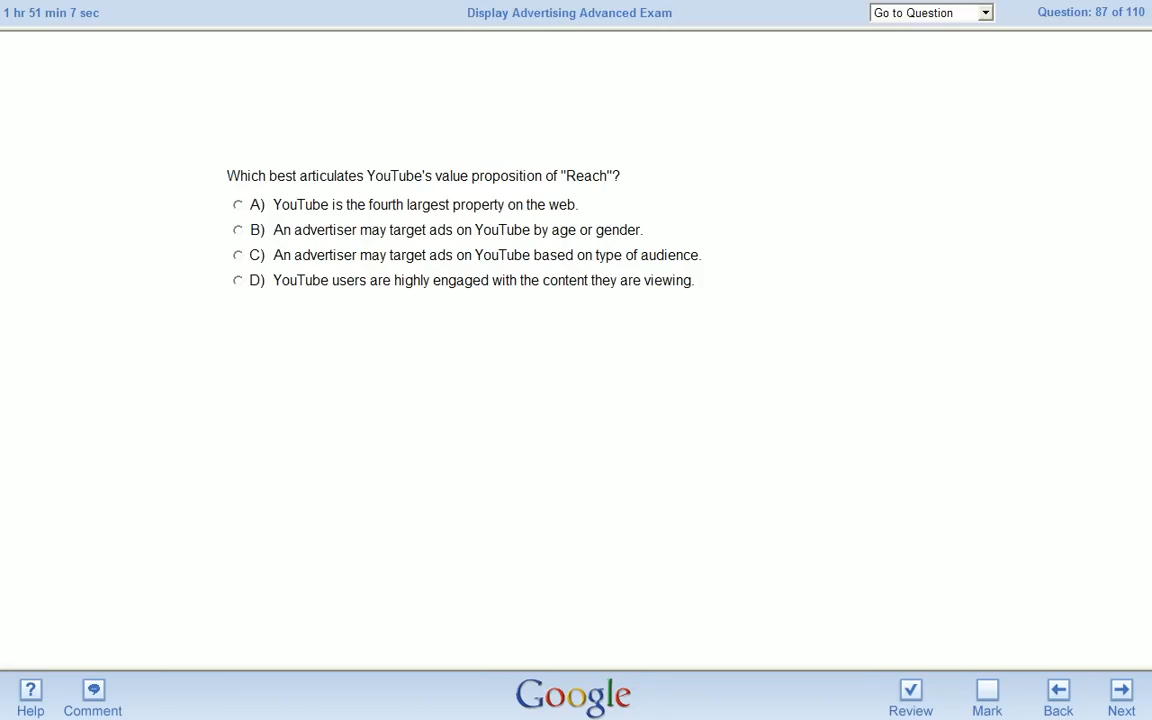 1 hr 51 min 7 sec
Display Advertising Advanced Exam
Go to Question
Question: 87 of 110
Which best articulates YouTube's value proposition of "Reach"?
A) YouTube is the fourth largest property on the web.
B) An advertiser may target ads on YouTube by age or gender.
C) An advertiser may target ads on YouTube based on type of audience.
D) YouTube users are highly engaged with the content they are viewing.
?
Help
Comment
Google
Review
Mark
Back
Next